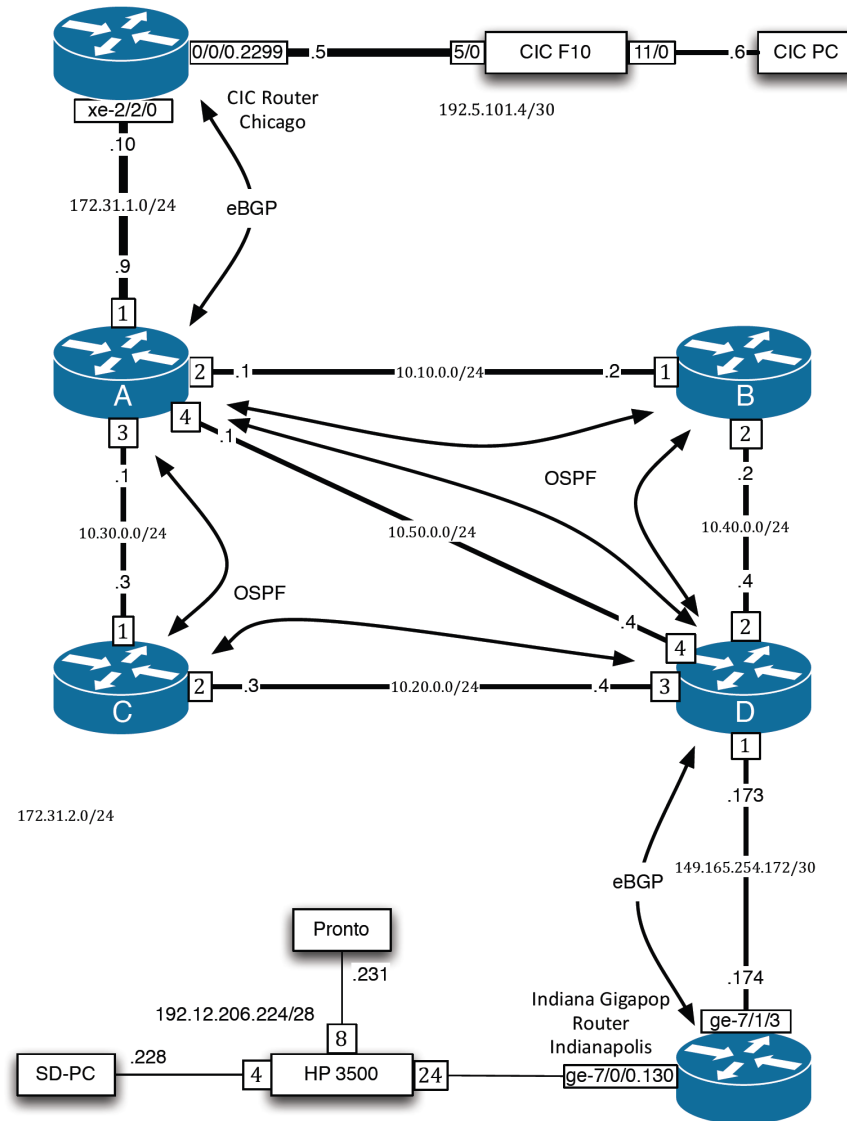 0/0/0.2299
.5
5/0
CIC F10
11/0
.6
CIC PC
xe-2/2/0
CIC Router
Chicago
192.5.101.4/30
.10
172.31.1.0/24
eBGP
.9
1
A
2
.1
10.10.0.0/24
.2
1
B
3
4
.1
2
.1
.2
OSPF
10.30.0.0/24
10.50.0.0/24
10.40.0.0/24
.3
OSPF
.4
.4
1
2
4
C
2
.3
10.20.0.0/24
.4
3
D
1
.173
172.31.2.0/24
149.165.254.172/30
eBGP
Pronto
.231
.174
192.12.206.224/28
Indiana Gigapop
Router
Indianapolis
ge-7/1/3
8
SD-PC
.228
4
HP 3500
24
ge-7/0/0.130